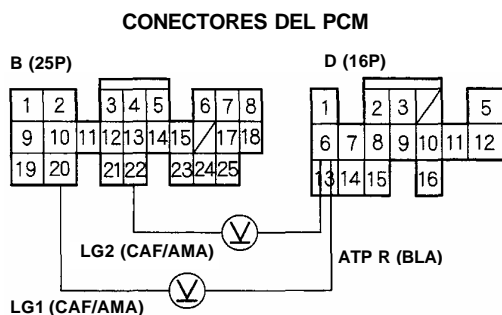 CONECTORES DEL PCM
B (25P)
D (16P)
1 2 3 4 5 6 7 8
9 10 11 12 13 14 15 17 18
19 20 21 22 23 24 25
1 2 3 5
6 7 8 9 10 11 12
13 14 15 16
LG2 (CAF/AMA)
ATP R (BLA)
LG1 (CAF/AMA)